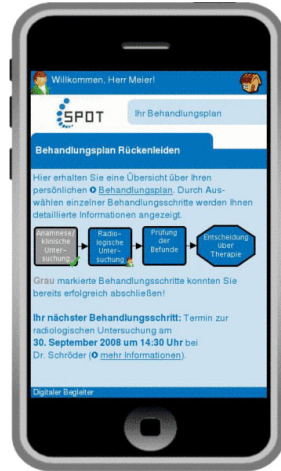 Willkommen, Herr Meier!
SPOT
Ihr Behandlungsplan
Behandlungsplan Rückenleiden
Hier erhalten Sie eine Übersicht über Ihren
persönlichen Behandlungsplan. Durch Aus-
wählen einzelner Behandlungsschritte werden Ihnen
detaillierte Informationen angezeigt.
Anamnese/
klinische
Unter-
suchung
Radio-
logische
Unter-
suchung
Prüfung
der
Befunde
Entscheidung
über
Therapie
Grau markierte Behandlungsschritte konnten Sie
bereits erfolgreich abschließen!
Ihr nächster Behandlungsschritt: Termin zur
radiologischen Untersuchung am
30. September 2008 um 14:30 Uhr bei
Dr. Schröder (mehr Informationen).
Digitaler Begleiter